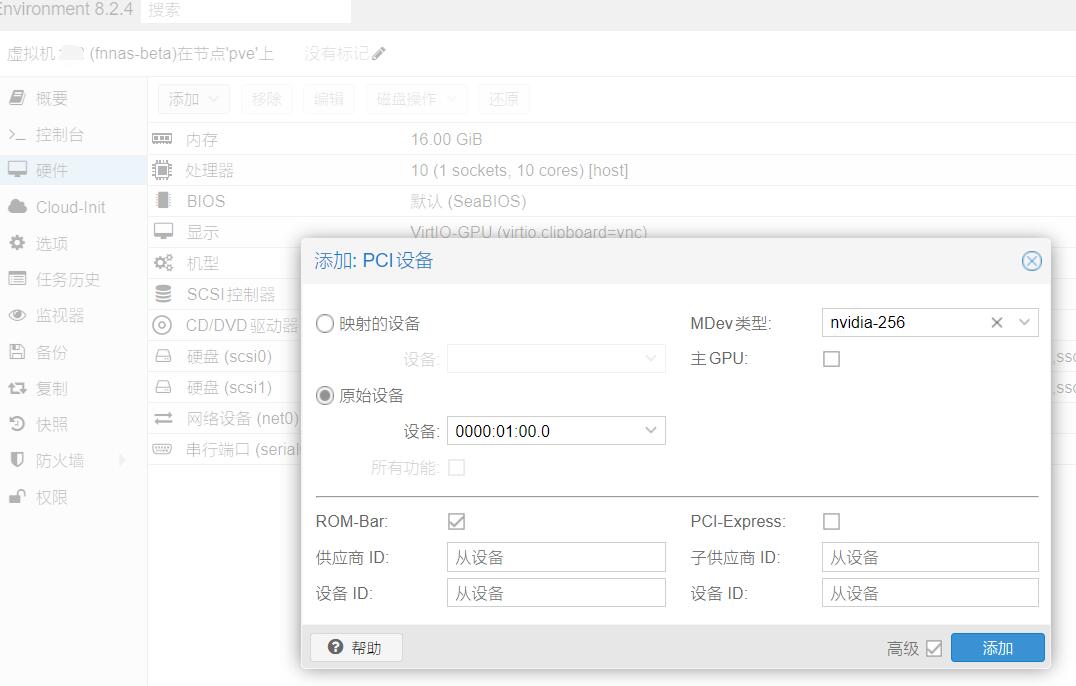 Environment 8.2.4 搜索
虚拟机 (fnnas-beta)在节点'pve'上 没有标记
概要
控制台
硬件
Cloud-Init
选项
任务历史
监视器
备份
复制
快照
防火墙
权限
添加 移除 编辑 磁盘操作 还原
内存 16.00 GiB
处理器 10 (1 sockets, 10 cores) [host]
BIOS 默认 (SeaBIOS)
显示 VirtIO-GPU (virtio,clipboard=vnc)
机型
SCSI控制器
CD/DVD驱动器
硬盘 (scsi0) ,ss
硬盘 (scsi1) ,ss
网络设备 (net0)
串行端口 (serial
添加: PCI设备
映射的设备
设备:
原始设备
设备: 0000:01:00.0
所有功能:
MDev类型: nvidia-256
主GPU:
ROM-Bar: PCI-Express:
供应商 ID: 从设备 子供应商 ID: 从设备
设备 ID: 从设备 设备 ID: 从设备
帮助 高级 添加